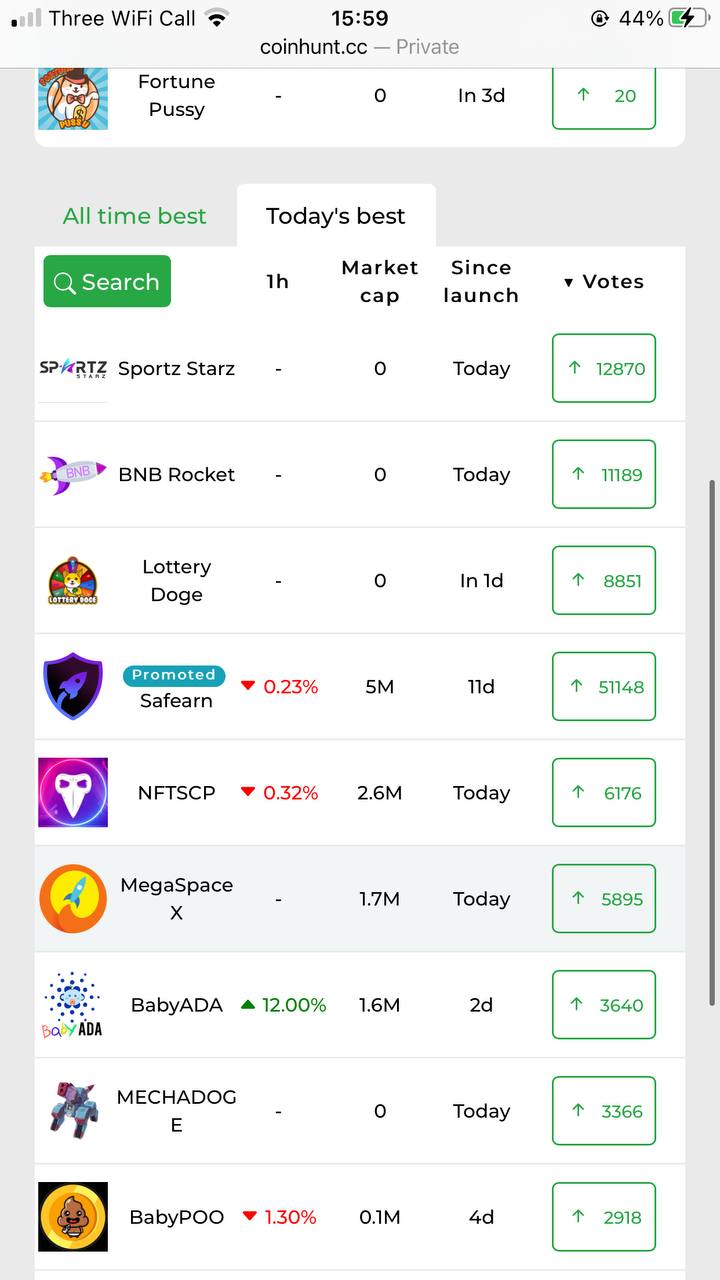 Three WiFi Call 15:59 44%
coinhunt.cc — Private
Fortune
Pussy
- 0 In 3d ↑ 20
All time best Today's best
Search 1h Market cap Since launch ▼ Votes
SPORTZ STARZ Sportz Starz - 0 Today ↑ 12870
BNB BNB Rocket - 0 Today ↑ 11189
LOTTERY DOGE Lottery
Doge
- 0 In 1d ↑ 8851
Promoted
Safearn ▼ 0.23% 5M 11d ↑ 51148
NFTSCP ▼ 0.32% 2.6M Today ↑ 6176
MegaSpace
X
- 1.7M Today ↑ 5895
Baby ADA BabyADA ▲ 12.00% 1.6M 2d ↑ 3640
MECHADOG
E
- 0 Today ↑ 3366
BabyPOO ▼ 1.30% 0.1M 4d ↑ 2918